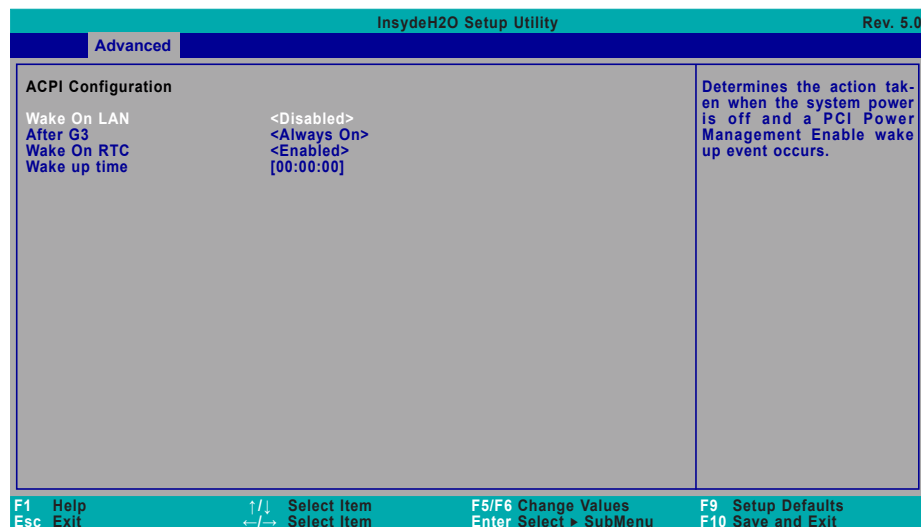 InsydeH2O Setup Utility Rev. 5.0
Advanced
ACPI Configuration
Wake On LAN <Disabled>
After G3 <Always On>
Wake On RTC <Enabled>
Wake up time [00:00:00]
Determines the action tak-
en when the system power
is off and a PCI Power
Management Enable wake
up event occurs.
F1 Help ↑/↓ Select Item F5/F6 Change Values F9 Setup Defaults
Esc Exit ←/→ Select Item Enter Select ▸ SubMenu F10 Save and Exit